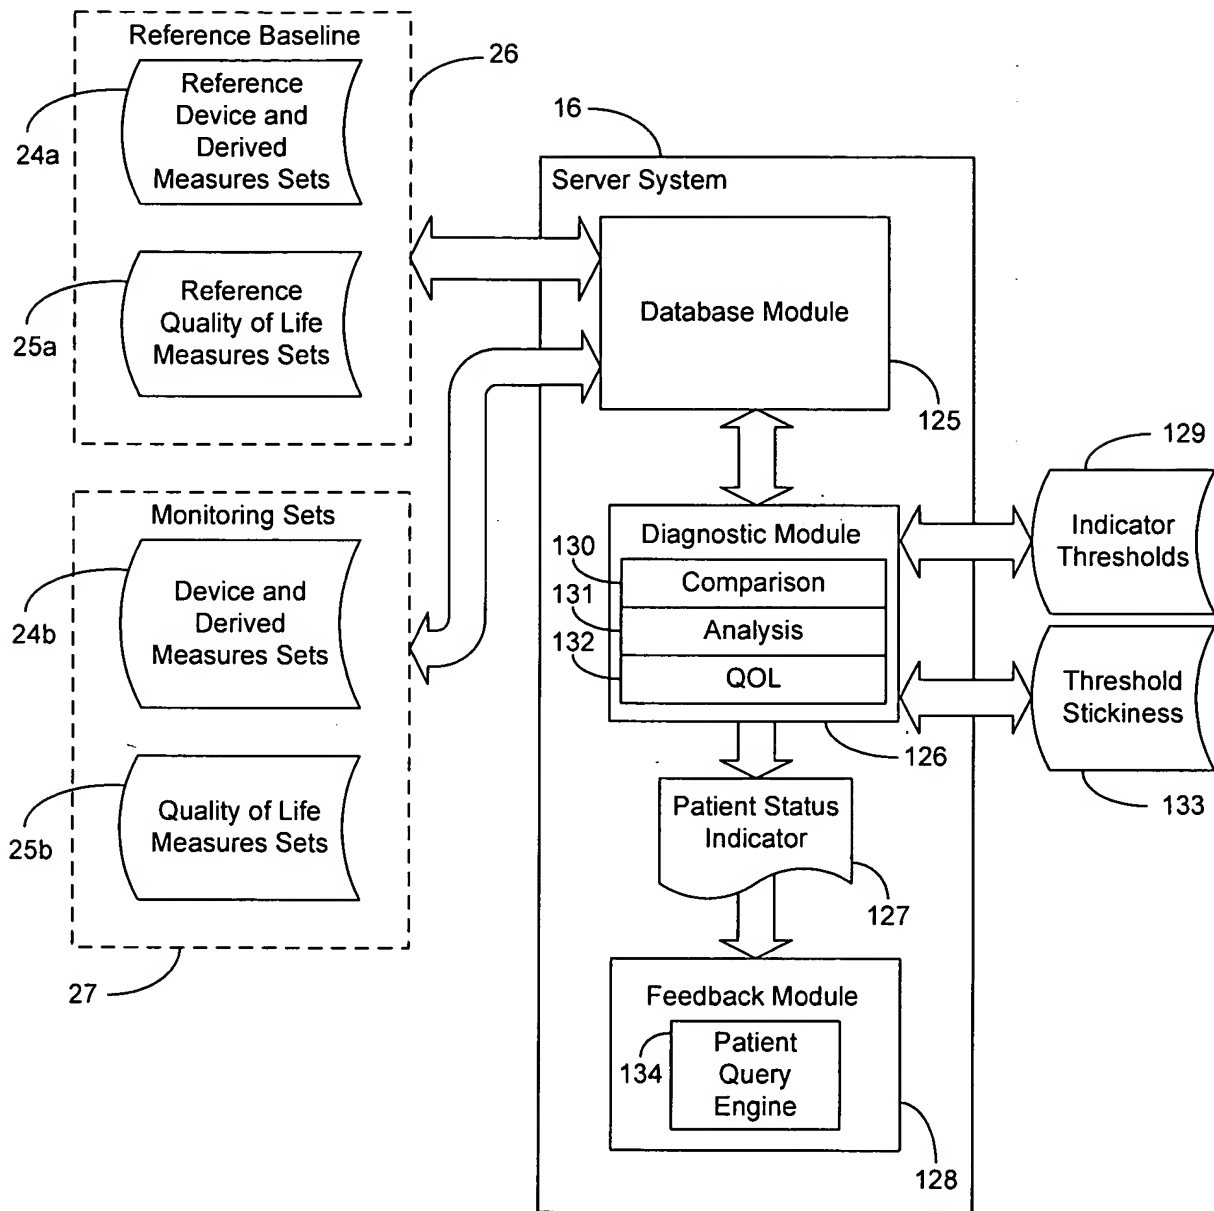 Reference Baseline
Reference
Device and
Derived
Measures Sets
24a
26
Reference
Quality of Life
Measures Sets
25a
16
Server System
Database Module
125
129
Monitoring Sets
Device and
Derived
Measures Sets
24b
Quality of Life
Measures Sets
25b
27
Diagnostic Module
130
Comparison
131
Analysis
132
QOL
126
Indicator
Thresholds
Threshold
Stickiness
133
Patient Status
Indicator
127
Feedback Module
134
Patient
Query
Engine
128